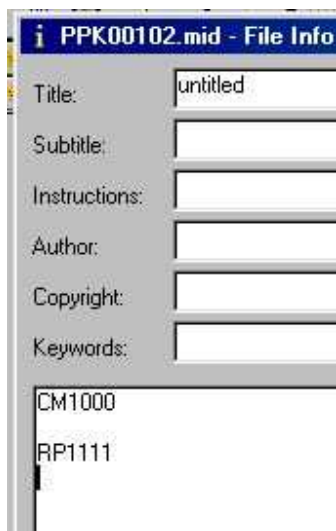 i PPK00102.mid - File Info
Title: untitled
Subtitle:
Instructions:
Author:
Copyright:
Keywords:
CM1000
RP1111